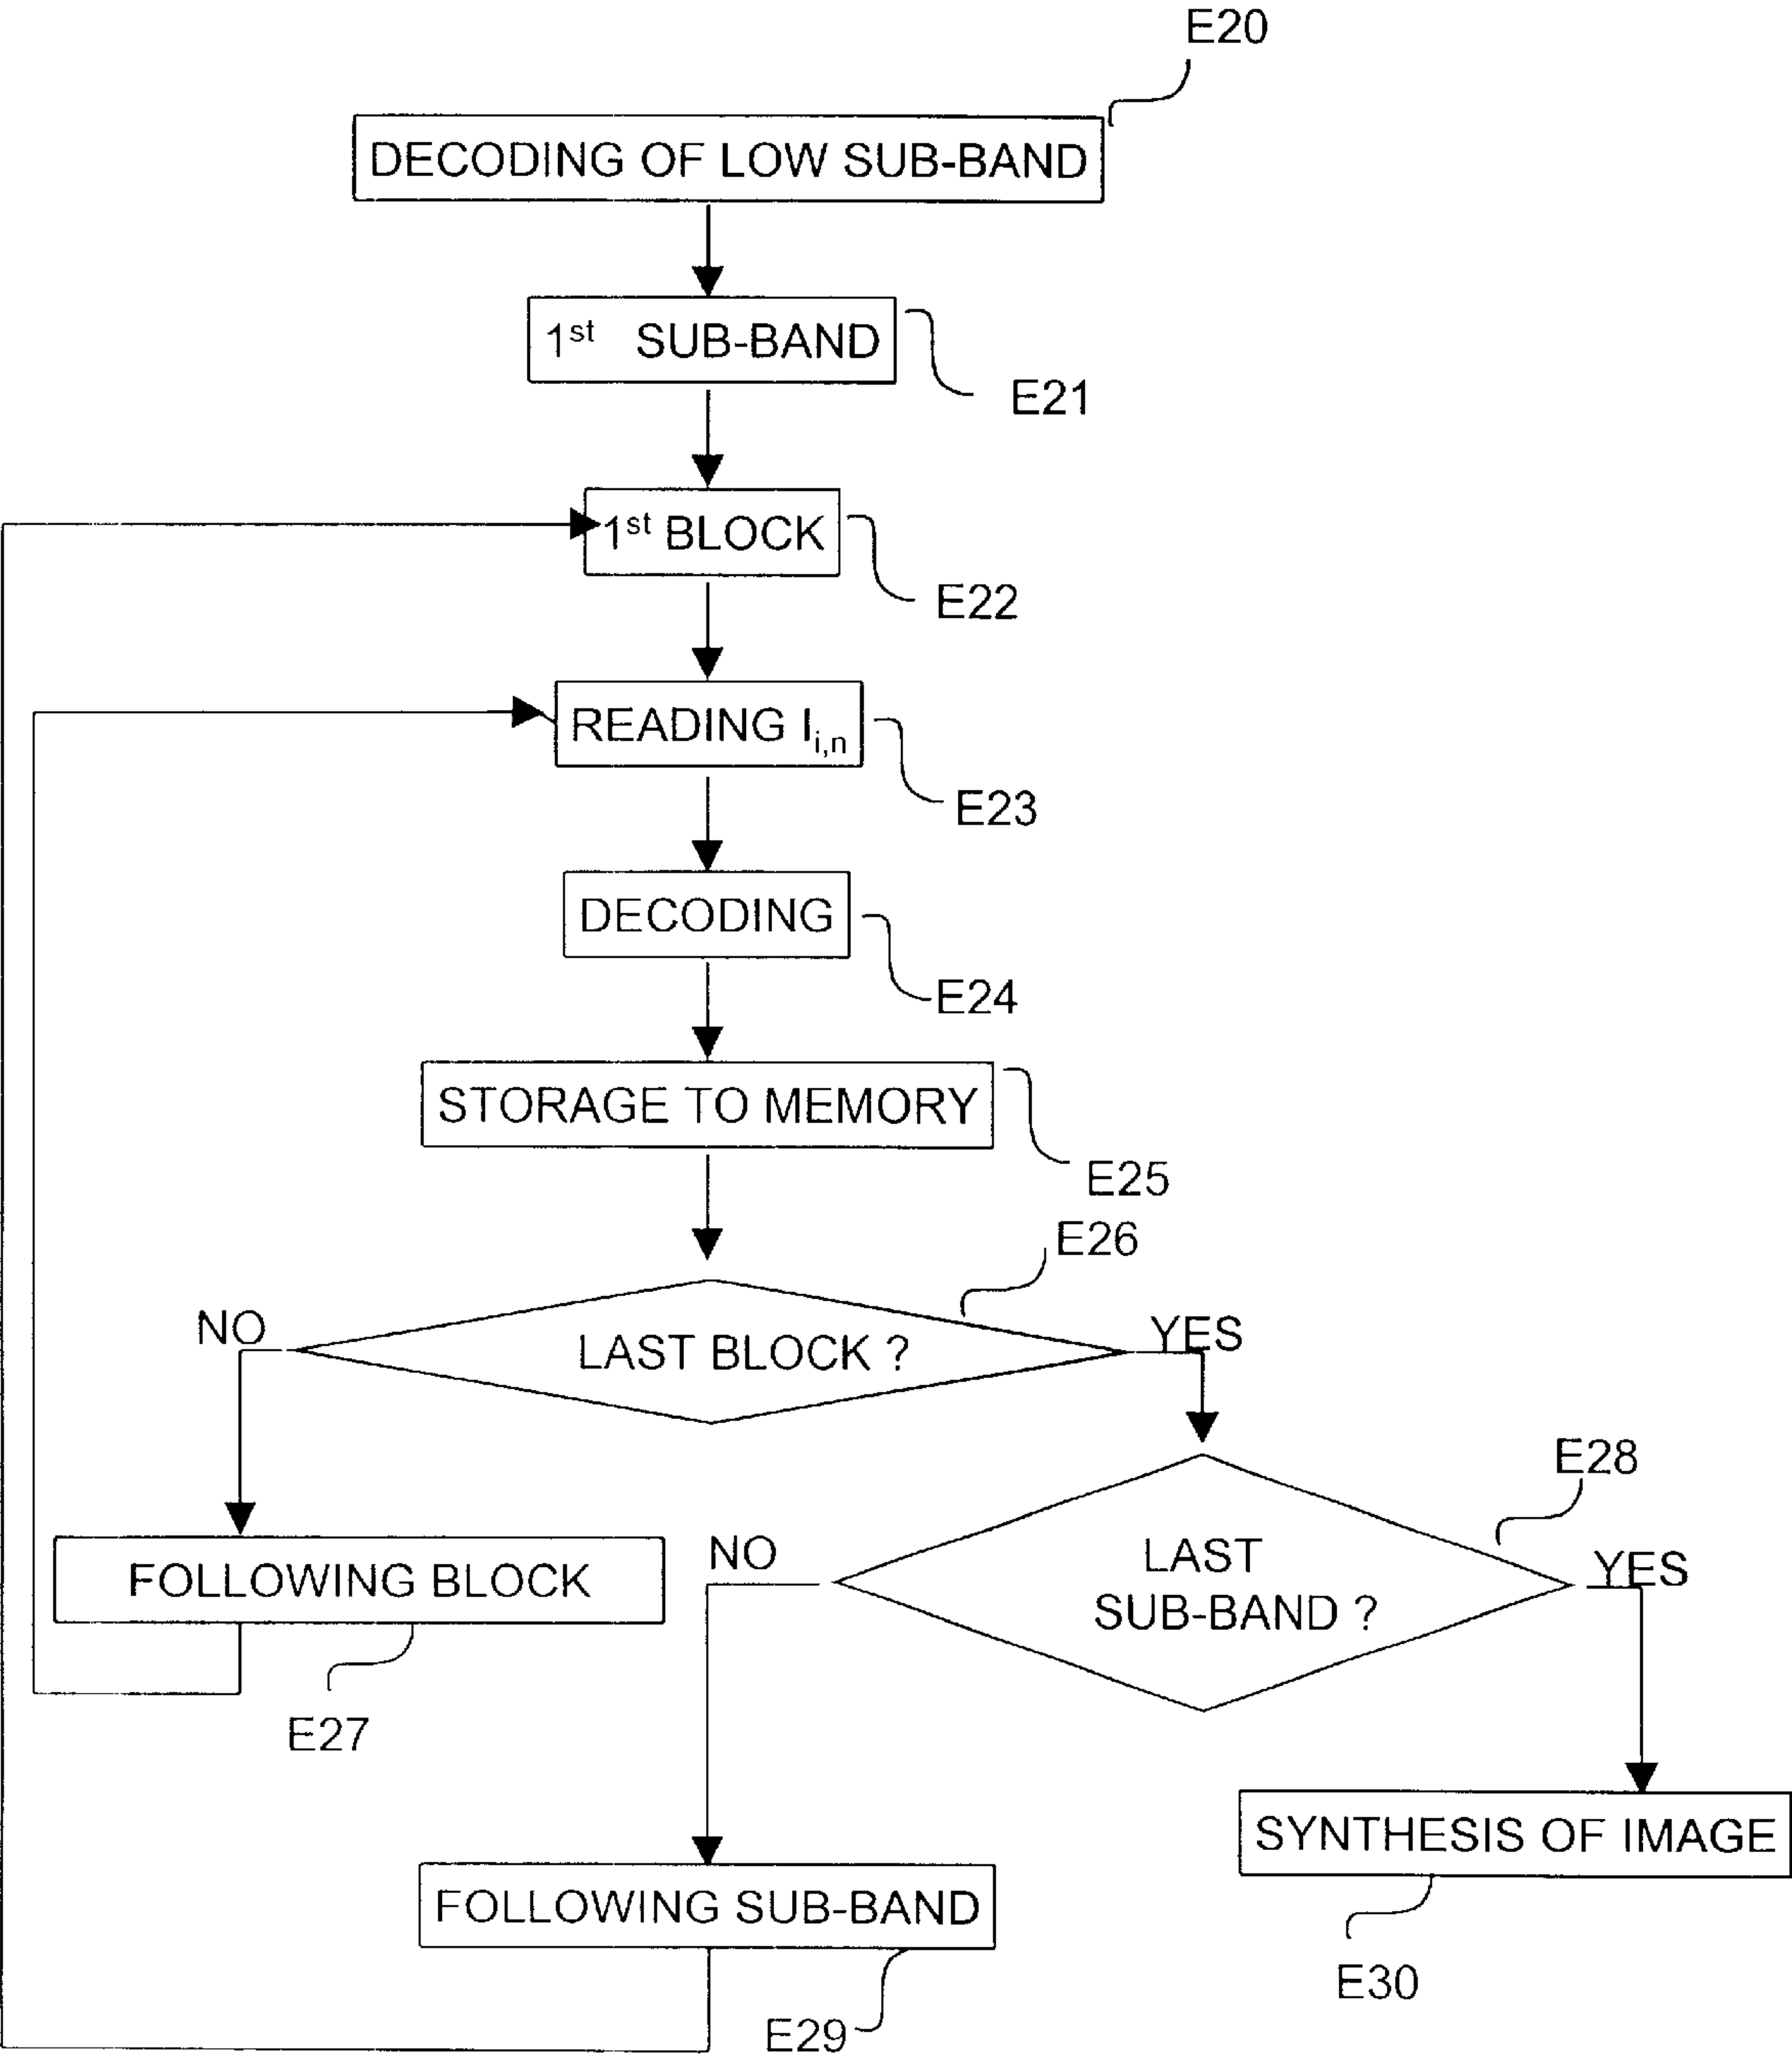 E20
DECODING OF LOW SUB-BAND
1st SUB-BAND
E21
1st BLOCK
E22
READING Ii,n
E23
DECODING
E24
STORAGE TO MEMORY
E25
E26
NO
YES
LAST BLOCK ?
E28
NO
LAST
YES
SUB-BAND ?
FOLLOWING BLOCK
E27
SYNTHESIS OF IMAGE
FOLLOWING SUB-BAND
E30
E29